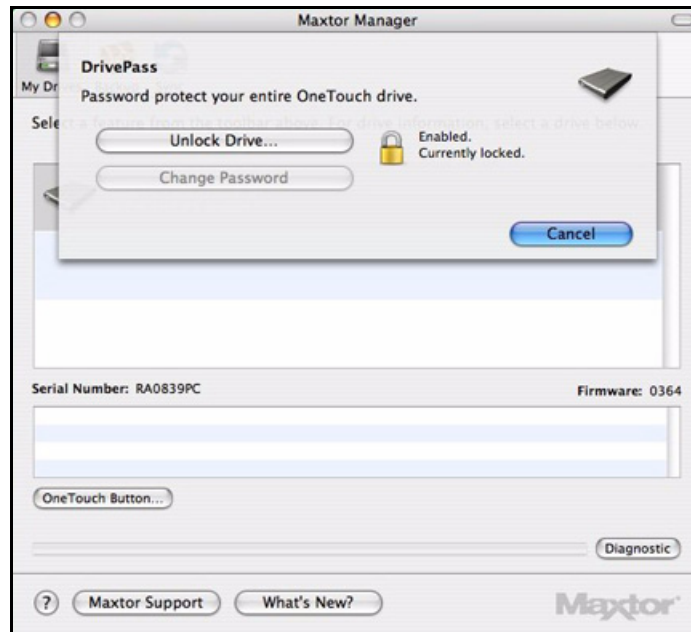 Maxtor Manager
DrivePass
My Dr
Password protect your entire OneTouch drive.
Select a feature from the toolbar above. For drive information, select a drive below
Unlock Drive...
Enabled.
Currently locked.
Change Password
Cancel
Serial Number: RA0839PC
Firmware: 0364
OneTouch Button...
Diagnostic
?
Maxtor Support
What's New?
Maxtor